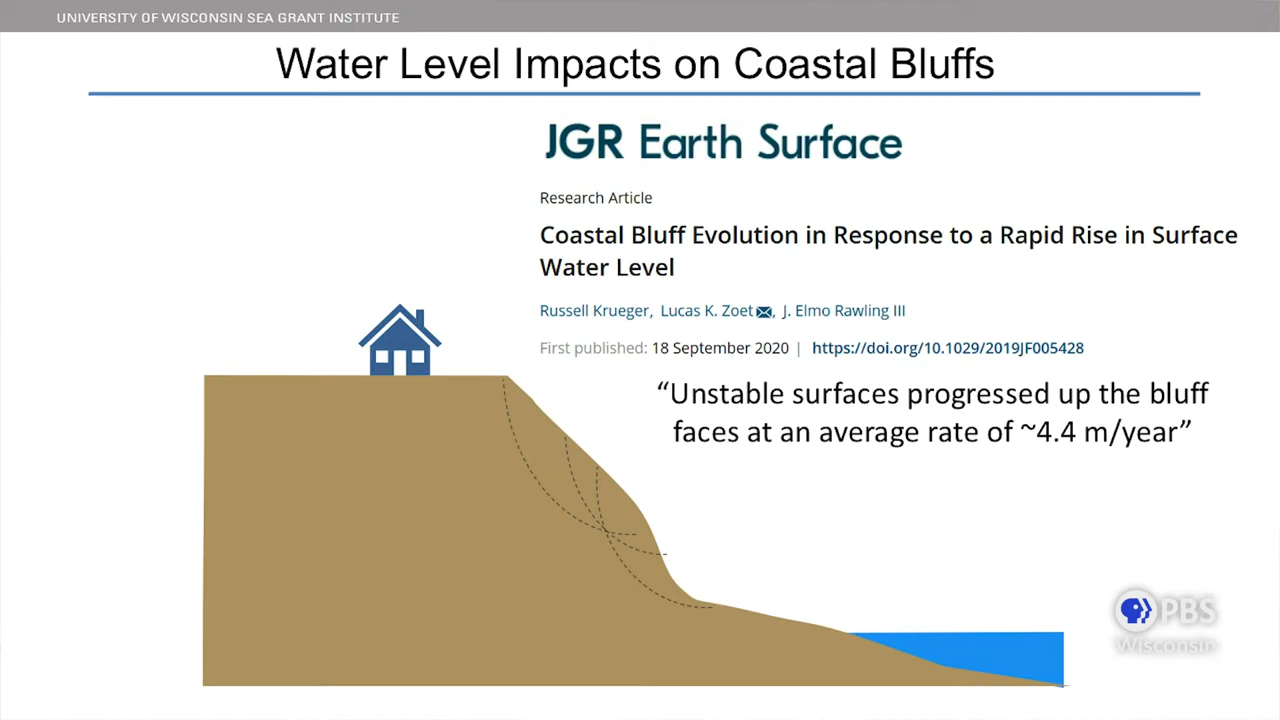 UNIVERSITY OF WISCONSIN SEA GRANT INSTITUTE
Water Level Impacts on Coastal Bluffs
JGR Earth Surface
Research Article
Coastal Bluff Evolution in Response to a Rapid Rise in Surface
Water Level
Russell Krueger, Lucas K. Zoet, J. Elmo Rawling III
First published: 18 September 2020 | https://doi.org/10.1029/2019JF005428
“Unstable surfaces progressed up the bluff
faces at an average rate of ~4.4 m/year”
PBS
Wisconsin